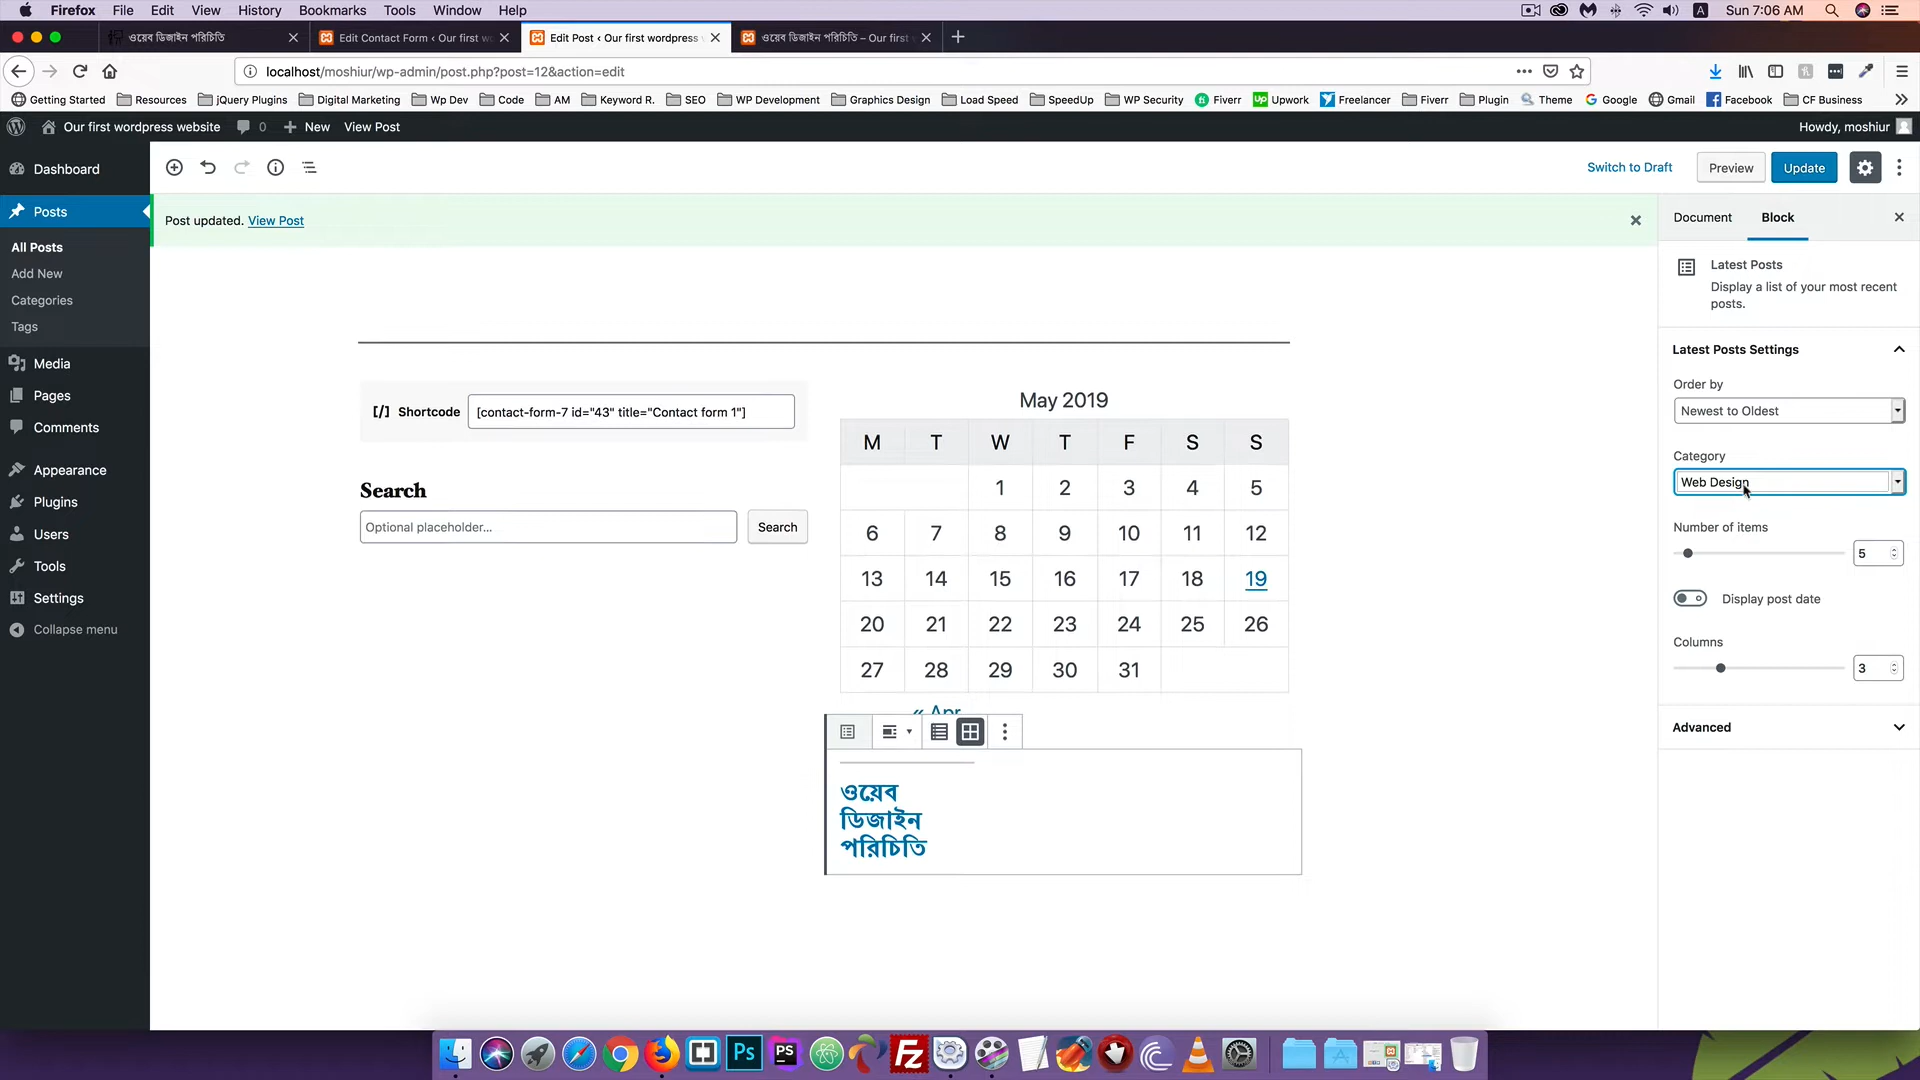 Firefox File Edit View History Bookmarks Tools Window Help Sun 7:06 AM
ওয়েব ডিজাইন পরিচিতি Edit Contact Form ‹ Our first w Edit Post ‹ Our first wordpress ওয়েব ডিজাইন পরিচিতি – Our first
localhost/moshiur/wp-admin/post.php?post=12&action=edit
Getting Started Resources jQuery Plugins Digital Marketing Wp Dev Code AM Keyword R. SEO WP Development Graphics Design Load Speed SpeedUp WP Security Fiverr Upwork Freelancer Fiverr Plugin Theme Google Gmail Facebook CF Business
Our first wordpress website 0 New View Post Howdy, moshiur
Dashboard
Posts
All Posts
Add New
Categories
Tags
Media
Pages
Comments
Appearance
Plugins
Users
Tools
Settings
Collapse menu
Switch to Draft Preview Update
Post updated. View Post
[/] Shortcode [contact-form-7 id="43" title="Contact form 1"]
Search
Optional placeholder... Search
May 2019
M T W T F S S
1 2 3 4 5
6 7 8 9 10 11 12
13 14 15 16 17 18 19
20 21 22 23 24 25 26
27 28 29 30 31
« Apr
ওয়েব
ডিজাইন
পরিচিতি
Document Block
Latest Posts
Display a list of your most recent
posts.
Latest Posts Settings
Order by
Newest to Oldest
Category
Web Design
Number of items
5
Display post date
Columns
3
Advanced
Ps PS FZ